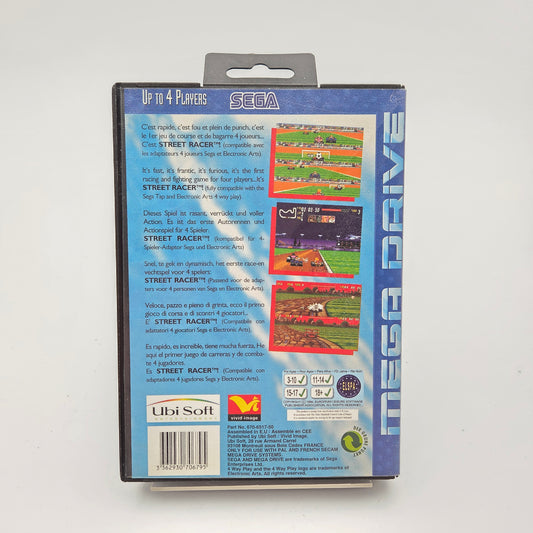 UP TO 4 PLAYERS
SEGA
MEGA DRIVE
C'est rapide, c'est fou et plein de punch, c'est
le 1er jeu de course et de bagarre 4 joueurs...
C'est STREET RACER™! (compatible avec
les adaptateurs 4 joueurs Sega et Electronic Arts).
It's fast, it's frantic, it's furious, it's the first
racing and fighting game for four players...It's
STREET RACER™! (fully compatible with the
Sega Tap and Electronic Arts 4 way play).
Dieses Spiel ist rasant, verrückt und voller
Action. Es ist das erste Autorennen und
Actionspiel für 4 Spieler.
STREET RACER™! (kompatibel für 4-
Spieler-Adaptor Sega und Electronic Arts)
Snel, te gek en dynamisch, het eerste race-en
vechtspel voor 4 spelers:
STREET RACER™! (Passend voor de adap-
ters voor 4 personen van Sega en Electronic Arts).
Veloce, pazzo e pieno di grinta, ecco il primo
gioco di corsa e di scontri 4 giocatori...
E' STREET RACER™! (Compatibile con
adattatori 4 giocatori Sega e Electronic Arts).
Es rapido, es increible, tiene mucha fuerza, He
aqui el primer juego de carreras y de comba-
te 4 jugadores.
Es STREET RACER™! (Compatible con
adaptadores 4 jugadores Sega y Electronic Arts).
3-10
11-14
15-17
18+
ELSPA
Ubi Soft
ENTERTAINMENT
Vi
vivid image
Part No: 670-6517-50
Assembled in E.U / Assemble en CEE
Published by Ubi Soft / Vivid Image.
Ubi Soft, 28 rue Armand Carrel
93108 Montreuil sous Bois Cedex FRANCE
ONLY FOR USE WITH PAL AND FRENCH SECAM
MEGA DRIVE SYSTEMS.
SEGA AND MEGA DRIVE are trademarks of Sega
Enterprises Ltd.
4 Way Play and the 4 Way Play logo are trademarks of
Electronic Arts. All rights reserved.
3 362930 706795